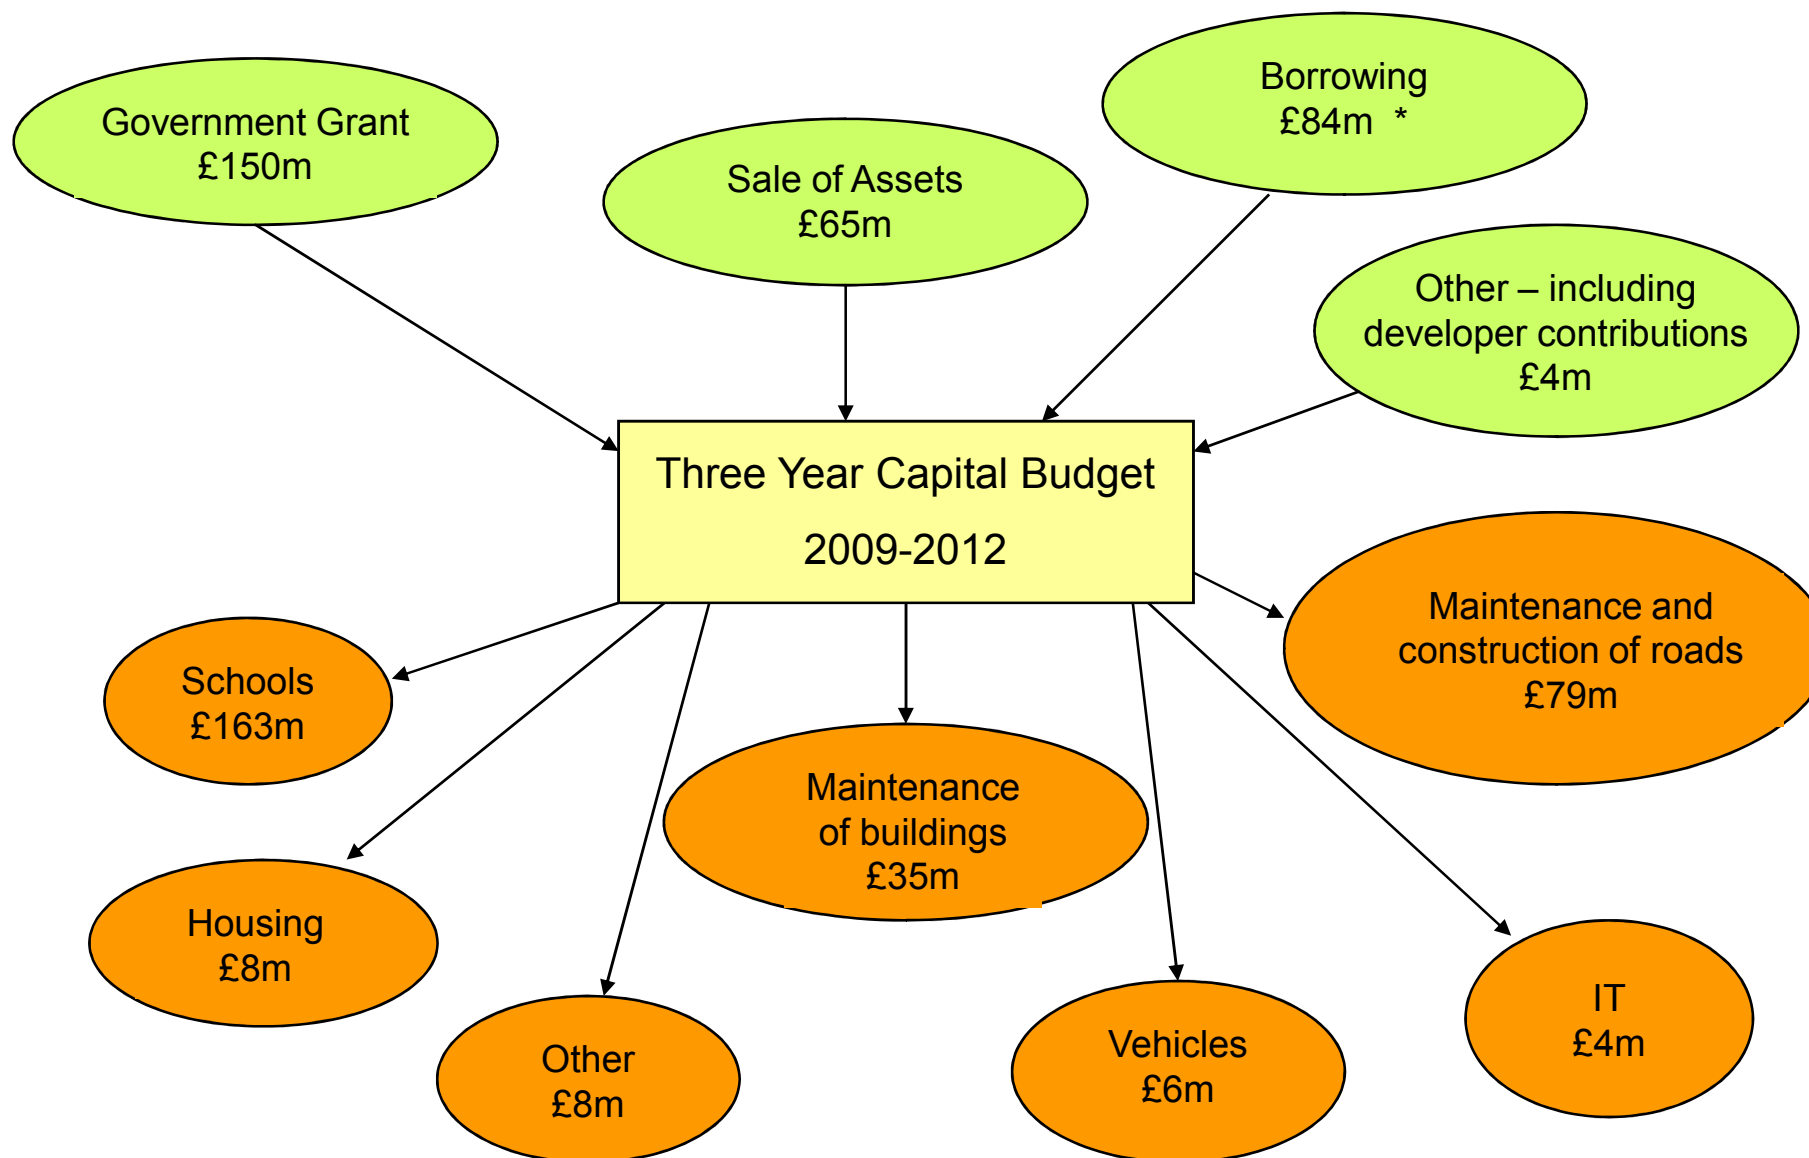 Government Grant
£150m
Sale of Assets
£65m
Borrowing
£84m *
Other – including
developer contributions
£4m
Three Year Capital Budget
2009-2012
Maintenance and
construction of roads
£79m
Schools
£163m
Maintenance
of buildings
£35m
Housing
£8m
Other
£8m
Vehicles
£6m
IT
£4m